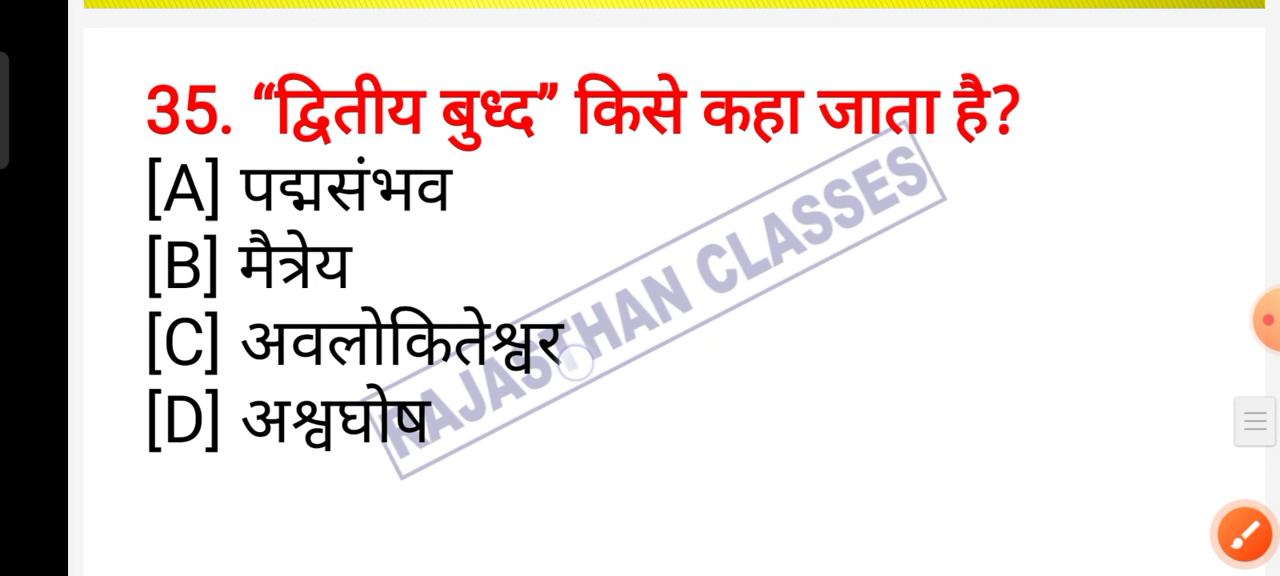 35. “द्वितीय बुध्द” किसे कहा जाता है?
[A] पद्मसंभव
[B] मैत्रेय
[C] अवलोकितेश्वर
[D] अश्वघोष
RAJASTHAN CLASSES